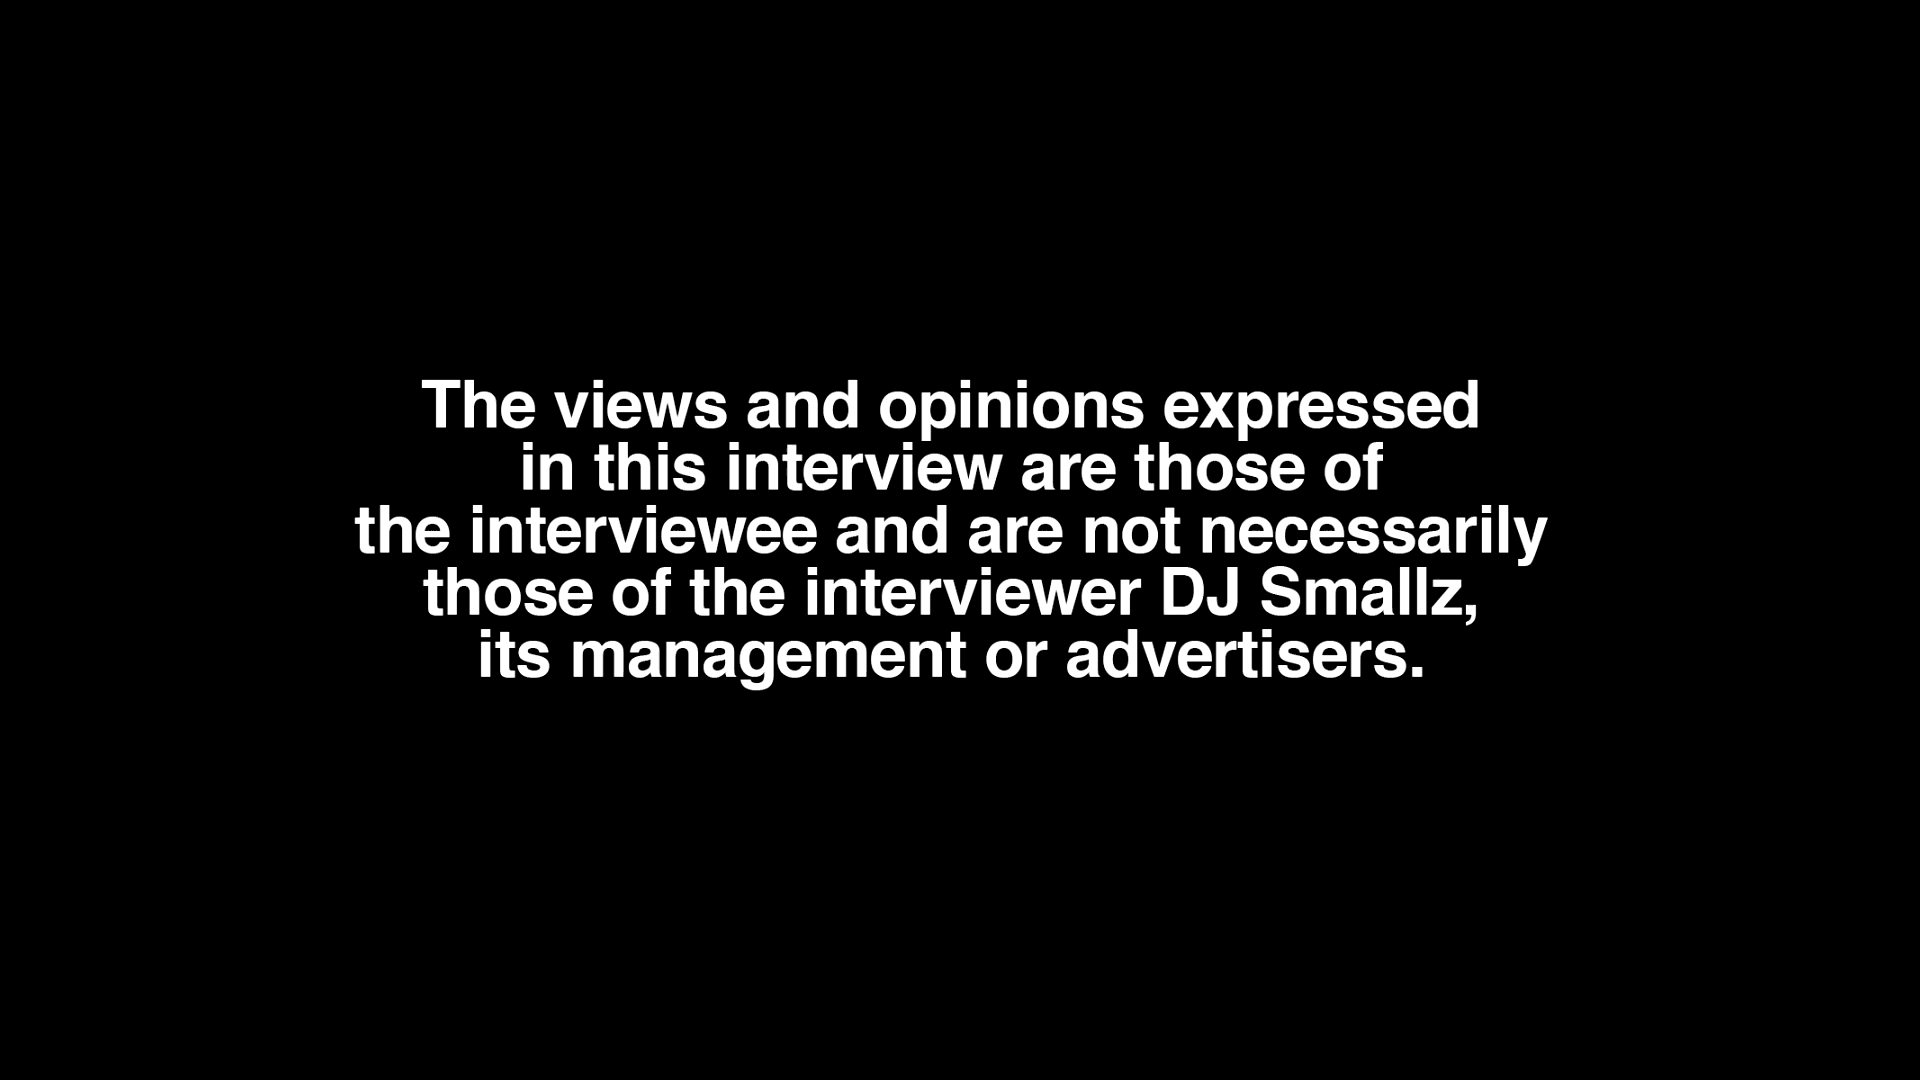 The views and opinions expressed
in this interview are those of
the interviewee and are not necessarily
those of the interviewer DJ Smallz,
its management or advertisers.